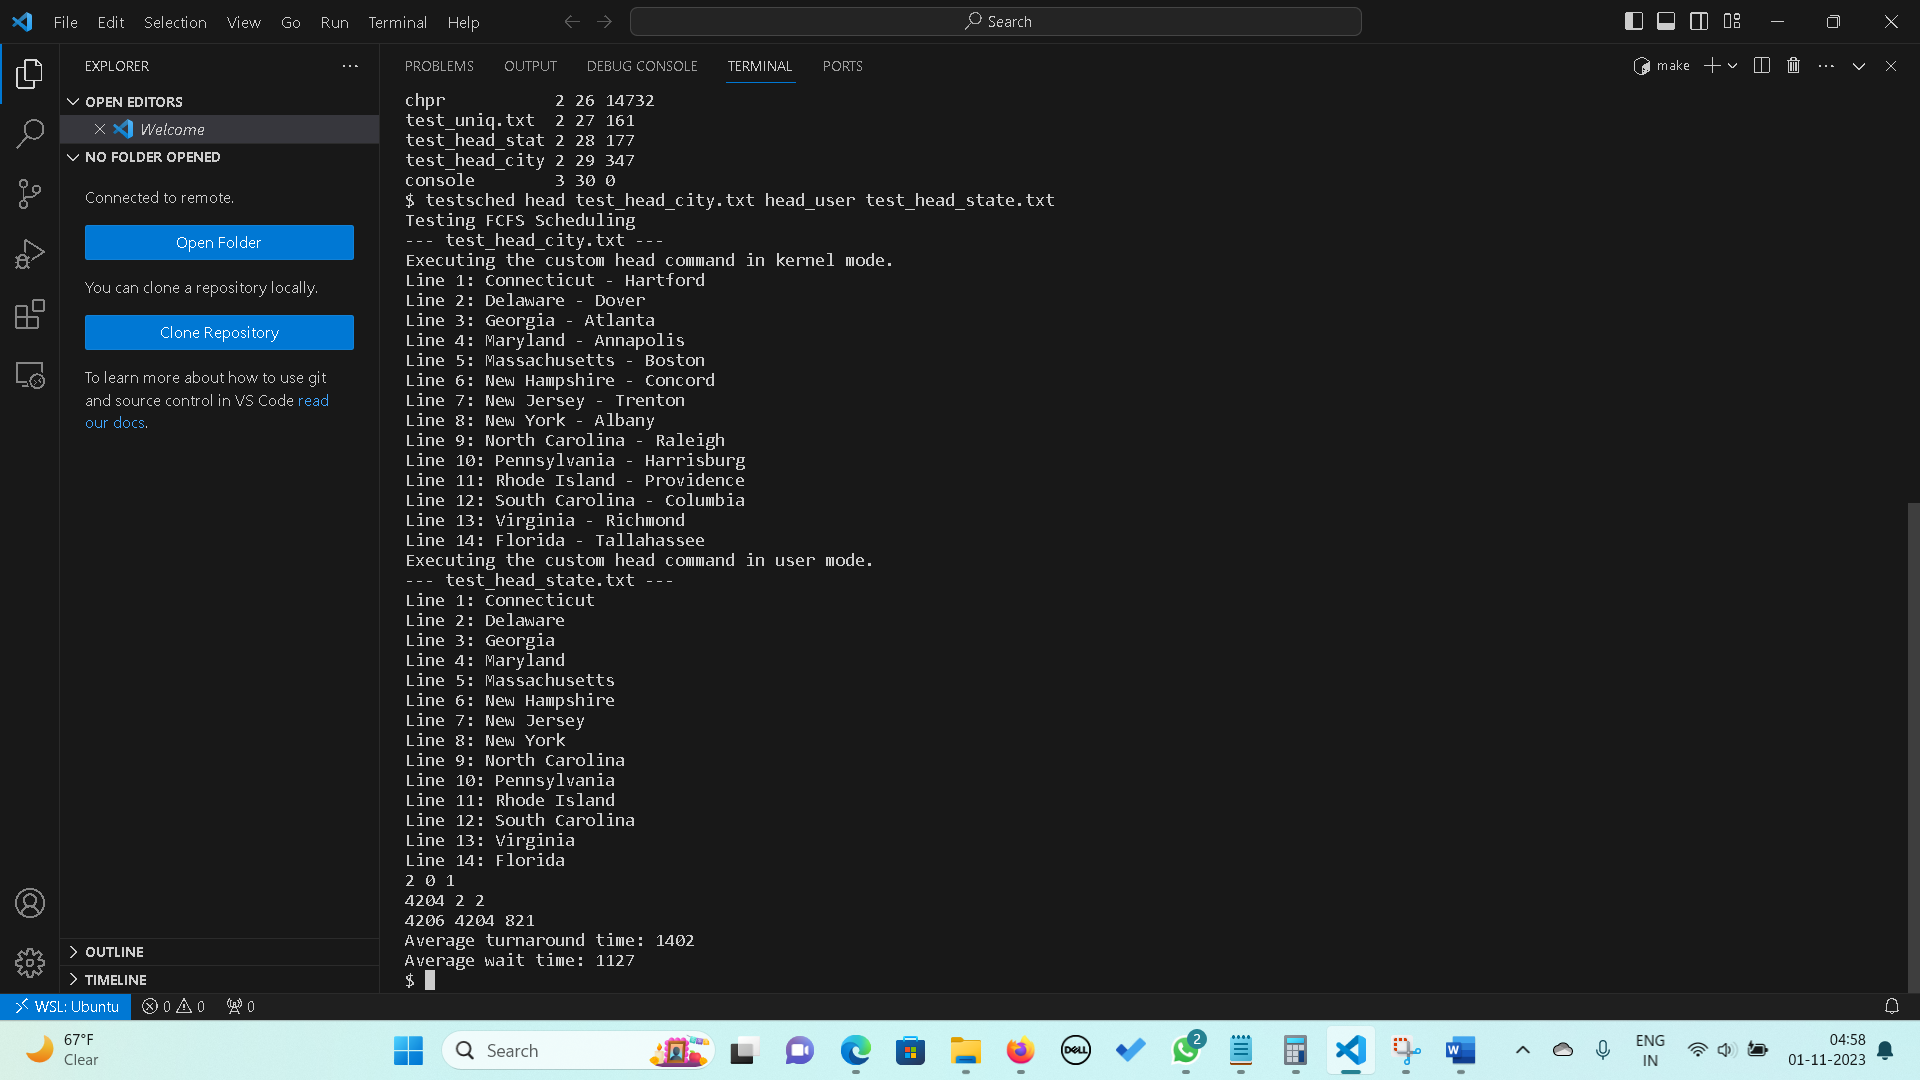 File Edit Selection View Go Run Terminal Help
Search
EXPLORER
OPEN EDITORS
Welcome
NO FOLDER OPENED
Connected to remote.
Open Folder
You can clone a repository locally.
Clone Repository
To learn more about how to use git
and source control in VS Code read
our docs.
OUTLINE
TIMELINE
PROBLEMS OUTPUT DEBUG CONSOLE TERMINAL PORTS
make
chpr 2 26 14732
test_uniq.txt 2 27 161
test_head_stat 2 28 177
test_head_city 2 29 347
console 3 30 0
$ testsched head test_head_city.txt head_user test_head_state.txt
Testing FCFS Scheduling
--- test_head_city.txt ---
Executing the custom head command in kernel mode.
Line 1: Connecticut - Hartford
Line 2: Delaware - Dover
Line 3: Georgia - Atlanta
Line 4: Maryland - Annapolis
Line 5: Massachusetts - Boston
Line 6: New Hampshire - Concord
Line 7: New Jersey - Trenton
Line 8: New York - Albany
Line 9: North Carolina - Raleigh
Line 10: Pennsylvania - Harrisburg
Line 11: Rhode Island - Providence
Line 12: South Carolina - Columbia
Line 13: Virginia - Richmond
Line 14: Florida - Tallahassee
Executing the custom head command in user mode.
--- test_head_state.txt ---
Line 1: Connecticut
Line 2: Delaware
Line 3: Georgia
Line 4: Maryland
Line 5: Massachusetts
Line 6: New Hampshire
Line 7: New Jersey
Line 8: New York
Line 9: North Carolina
Line 10: Pennsylvania
Line 11: Rhode Island
Line 12: South Carolina
Line 13: Virginia
Line 14: Florida
2 0 1
4204 2 2
4206 4204 821
Average turnaround time: 1402
Average wait time: 1127
$
WSL: Ubuntu 0 0 0
67°F
Clear
Search
DELL
2
W
ENG
IN
04:58
01-11-2023